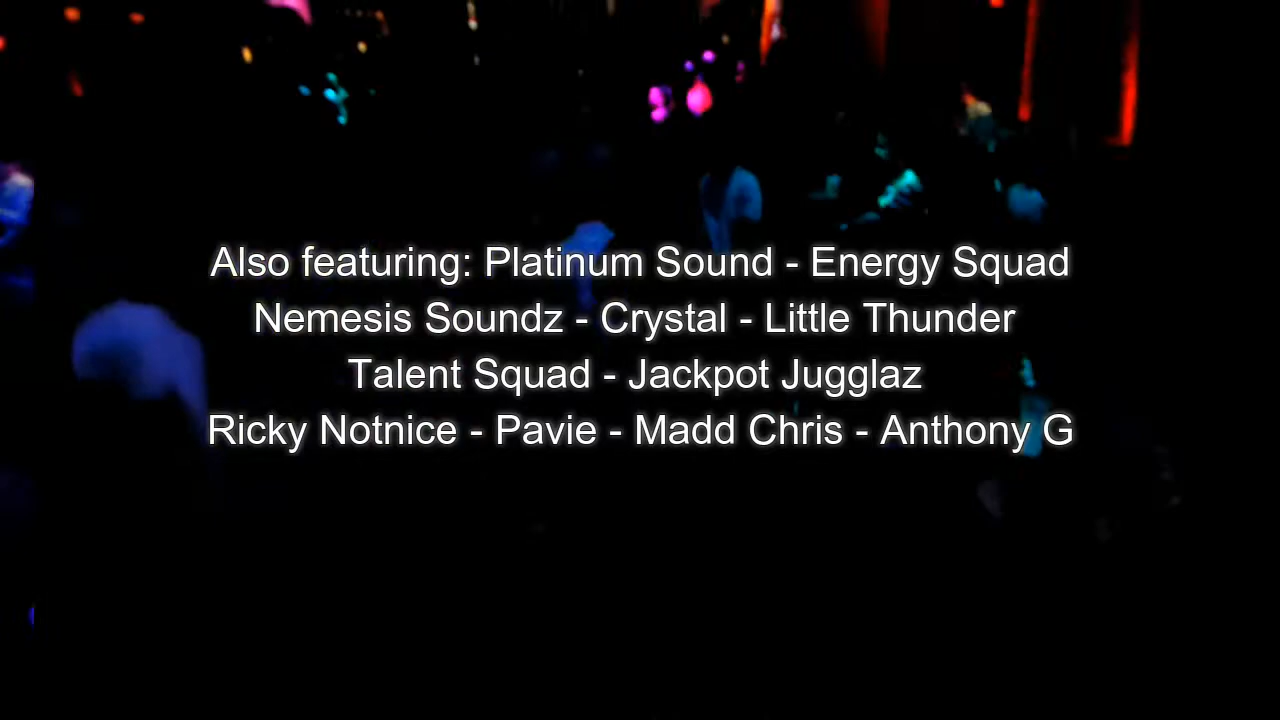 Also featuring: Platinum Sound - Energy Squad
Nemesis Soundz - Crystal - Little Thunder
Talent Squad - Jackpot Jugglaz
Ricky Notnice - Pavie - Madd Chris - Anthony G